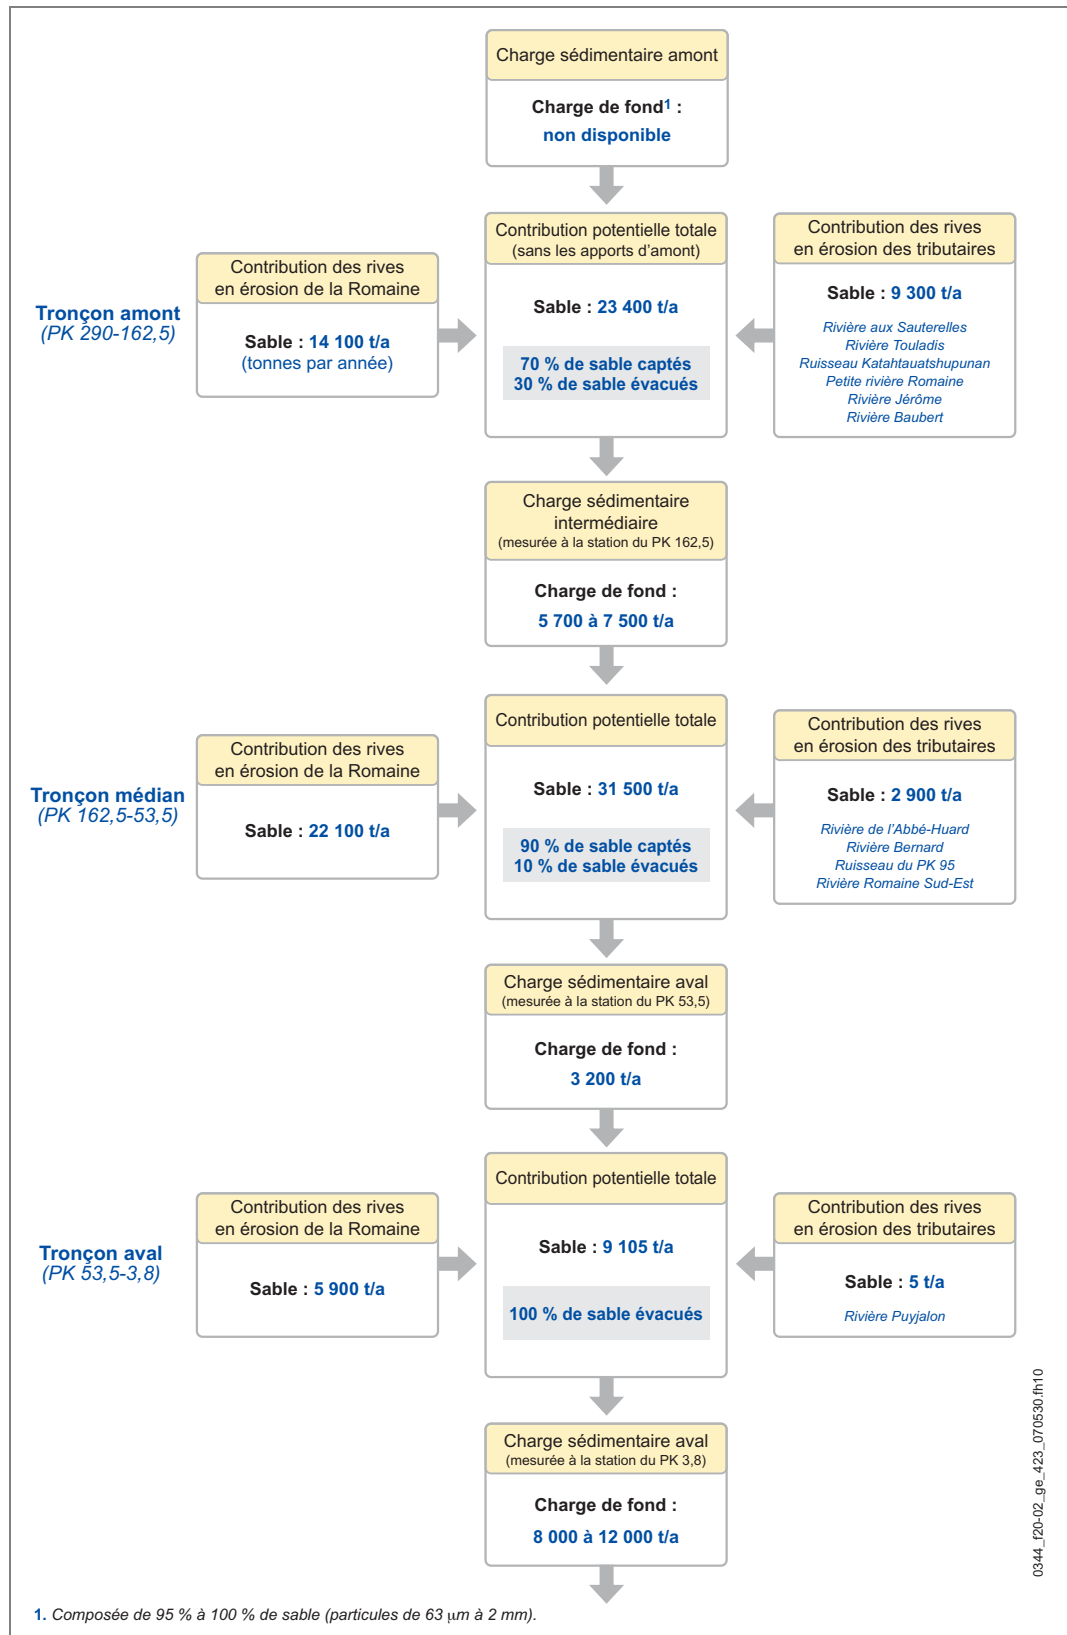 Charge sédimentaire amont
Charge de fond1 :
non disponible
Tronçon amont
(PK 290-162,5)
Contribution des rives
en érosion de la Romaine
Sable : 14 100 t/a
(tonnes par année)
Contribution potentielle totale
(sans les apports d'amont)
Sable : 23 400 t/a
70 % de sable captés
30 % de sable évacués
Contribution des rives
en érosion des tributaires
Sable : 9 300 t/a
Rivière aux Sauterelles
Rivière Touladis
Ruisseau Katahtauatshupunan
Petite rivière Romaine
Rivière Jérôme
Rivière Baubert
Charge sédimentaire
intermédiaire
(mesurée à la station du PK 162,5)
Charge de fond :
5 700 à 7 500 t/a
Tronçon médian
(PK 162,5-53,5)
Contribution des rives
en érosion de la Romaine
Sable : 22 100 t/a
Contribution potentielle totale
Sable : 31 500 t/a
90 % de sable captés
10 % de sable évacués
Contribution des rives
en érosion des tributaires
Sable : 2 900 t/a
Rivière de l'Abbé-Huard
Rivière Bernard
Ruisseau du PK 95
Rivière Romaine Sud-Est
Charge sédimentaire aval
(mesurée à la station du PK 53,5)
Charge de fond :
3 200 t/a
Tronçon aval
(PK 53,5-3,8)
Contribution des rives
en érosion de la Romaine
Sable : 5 900 t/a
Contribution potentielle totale
Sable : 9 105 t/a
100 % de sable évacués
Contribution des rives
en érosion des tributaires
Sable : 5 t/a
Rivière Puyjalon
Charge sédimentaire aval
(mesurée à la station du PK 3,8)
Charge de fond :
8 000 à 12 000 t/a
1. Composée de 95 % à 100 % de sable (particules de 63 μm à 2 mm).
0344_f20-02_ge_423_070530.fh10